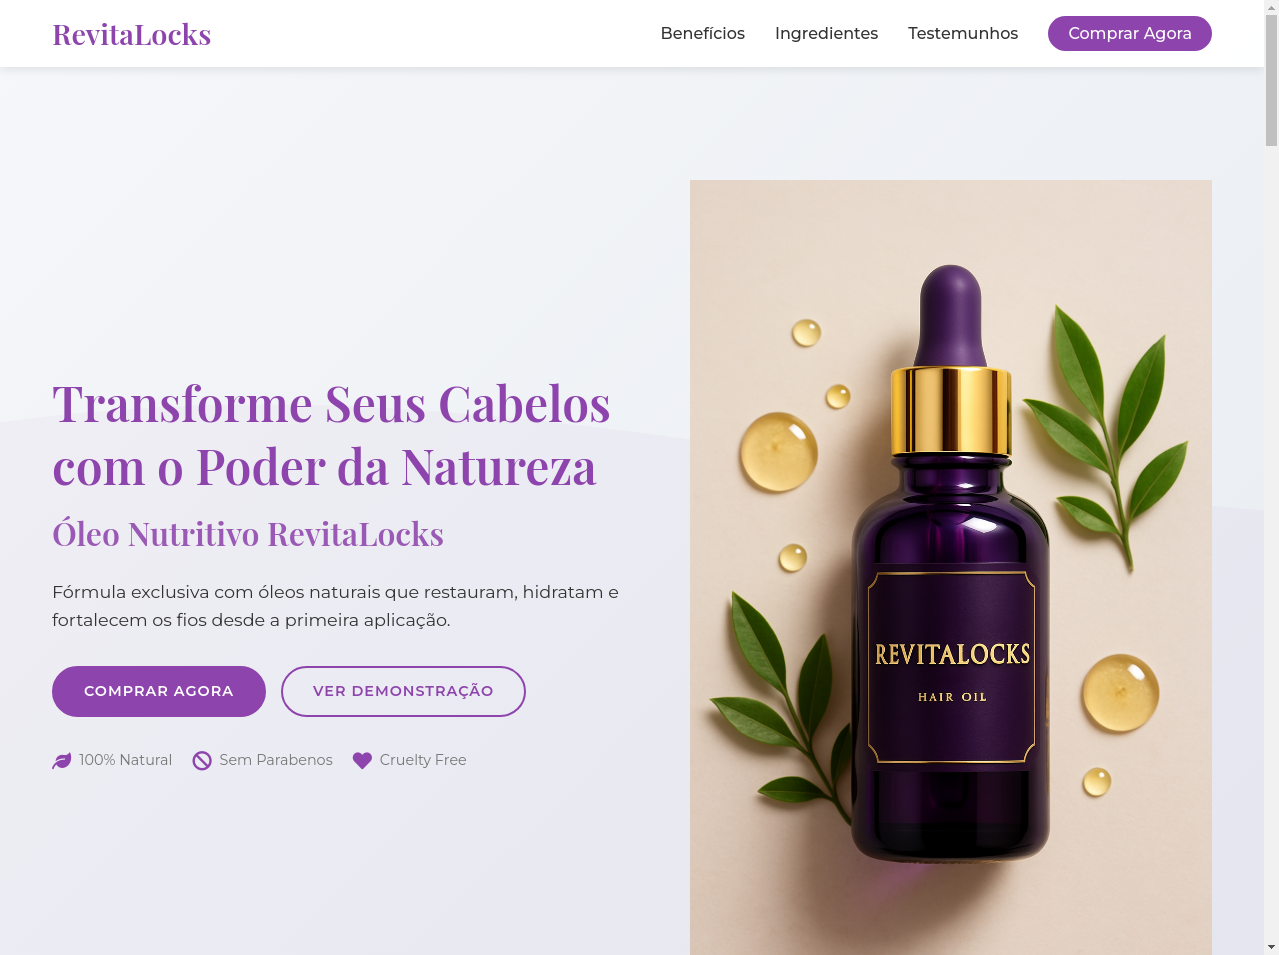 RevitaLocks
Benefícios
Ingredientes
Testemunhos
Comprar Agora
Transforme Seus Cabelos
com o Poder da Natureza
Óleo Nutritivo RevitaLocks
Fórmula exclusiva com óleos naturais que restauram, hidratam e
fortalecem os fios desde a primeira aplicação.
COMPRAR AGORA
VER DEMONSTRAÇÃO
100% Natural
Sem Parabenos
Cruelty Free
REVITALOCKS
HAIR OIL